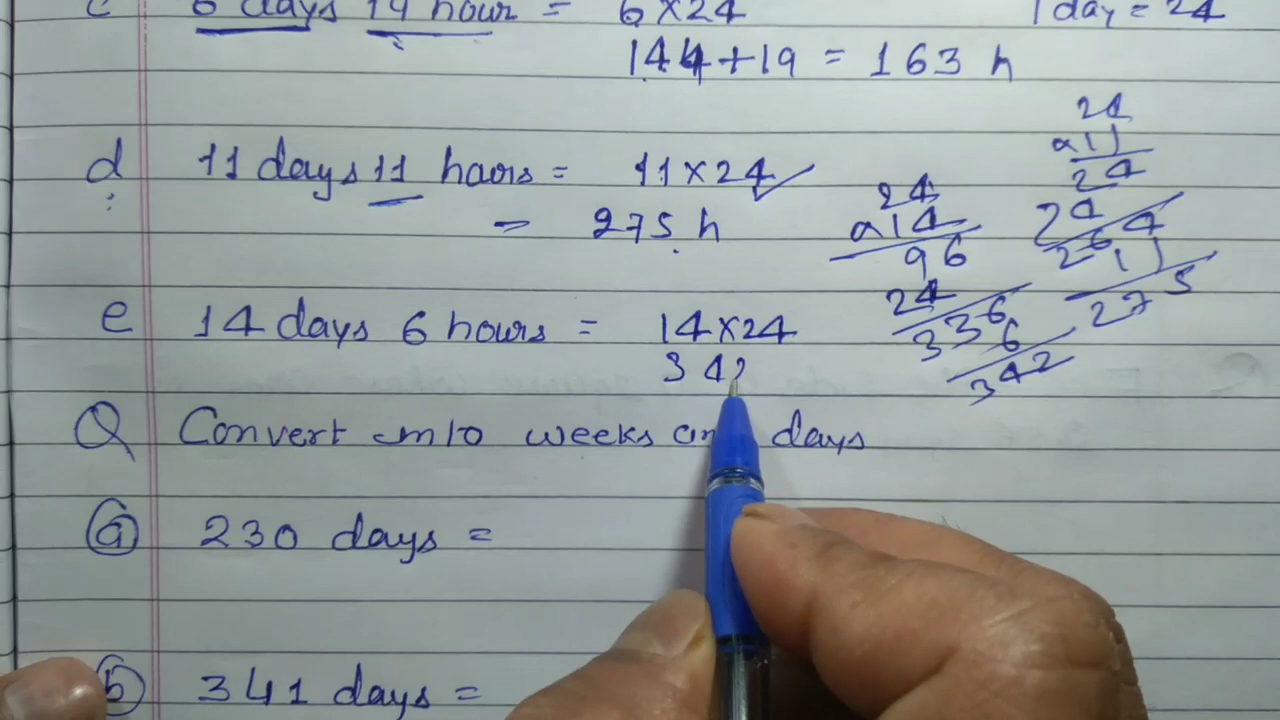 c 6 days 19 hour = 6×24 1 day = 24
144+19 = 163 h
d 11 days 11 hours = 11×24
= 275 h
24
×11
24
24
264
11
275
24
×14
96
24
336
6
342
e 14 days 6 hours = 14×24
342
Q Convert into weeks days
(a) 230 days =
(b) 341 days =